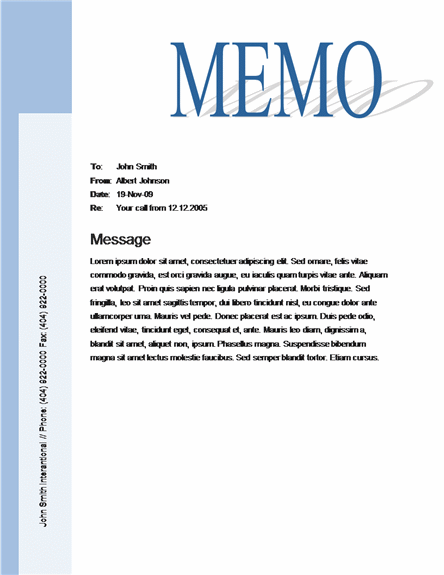 MEMO
To: John Smith
From: Albert Johnson
Date: 19-Nov-09
Re: Your call from 12.12.2005
Message
Lorem ipsum dolor sit amet, consectetuer adipiscing elit. Sed ornare, felis vitae
commodo gravida, est orci gravida augue, eu iaculis quam turpis vitae ante. Aliquam
erat volutpat. Proin quis sapien nec ligula pulvinar placerat. Morbi tristique. Sed
fringilla, leo sit amet sagittis tempor, dui libero tincidunt nisl, eu congue dolor ante
ullamcorper urna. Mauris vel pede. Donec placerat est ac ipsum. Duis pede odio,
eleifend vitae, tincidunt eget, consequat et, ante. Mauris leo diam, dignissim a,
blandit sit amet, aliquet non, ipsum. Phasellus magna. Suspendisse bibendum
magna sit amet lectus molestie faucibus. Sed semper blandit tortor. Etiam cursus.
John Smith Interantional // Phone: (404) 922-0000 Fax: (404) 922-0000